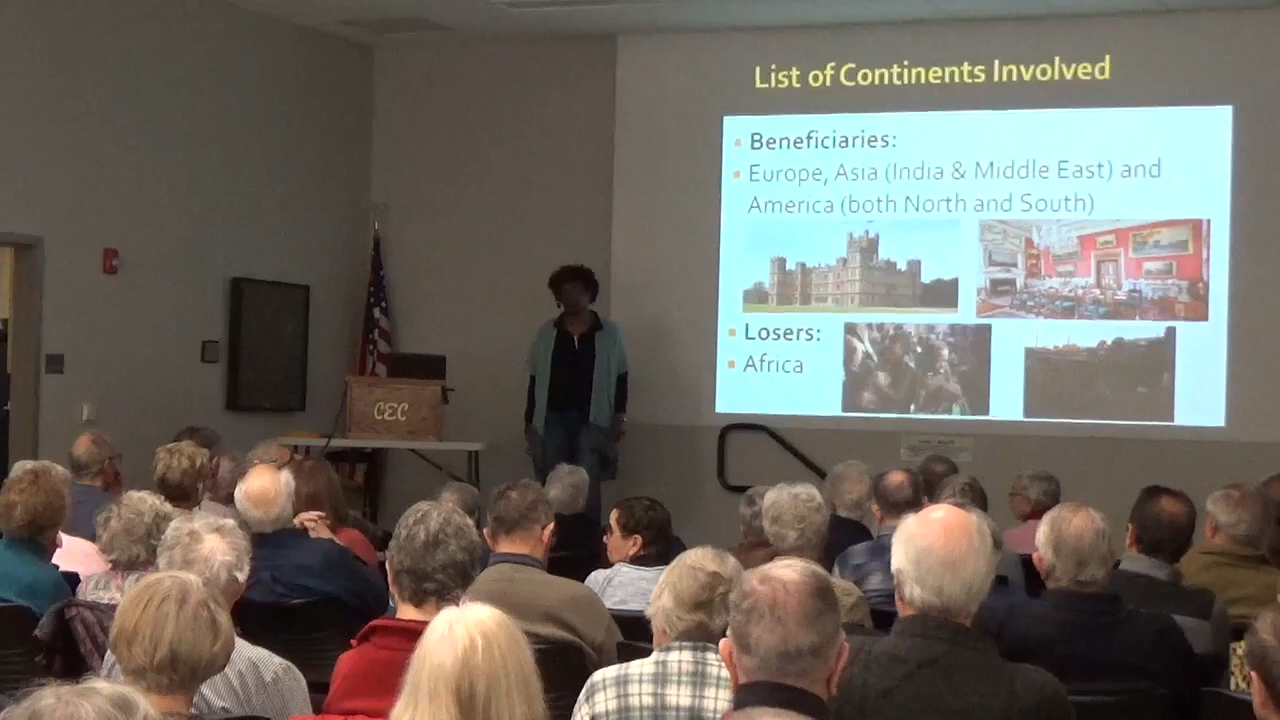 List of Continents Involved
Beneficiaries:
Europe, Asia (India & Middle East) and
America (both North and South)
Losers:
Africa
CEC